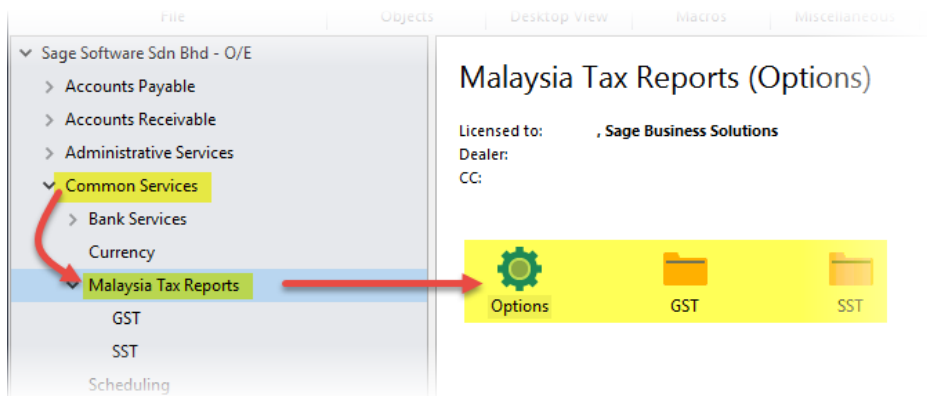 File Objects Desktop View Macros Miscellaneous
Sage Software Sdn Bhd - O/E
Accounts Payable
Accounts Receivable
Administrative Services
Common Services
Bank Services
Currency
Malaysia Tax Reports
GST
SST
Scheduling
Malaysia Tax Reports (Options)
Licensed to: , Sage Business Solutions
Dealer:
CC:
Options GST SST